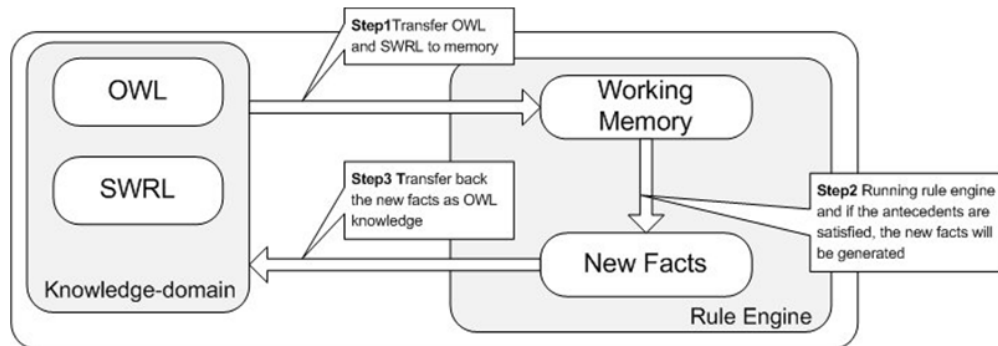 Step1Transfer OWL
and SWRL to memory
OWL
SWRL
Knowledge-domain
Working
Memory
Step3 Transfer back
the new facts as OWL
knowledge
Step2 Running rule engine
and if the antecedents are
satisfied, the new facts will
be generated
New Facts
Rule Engine